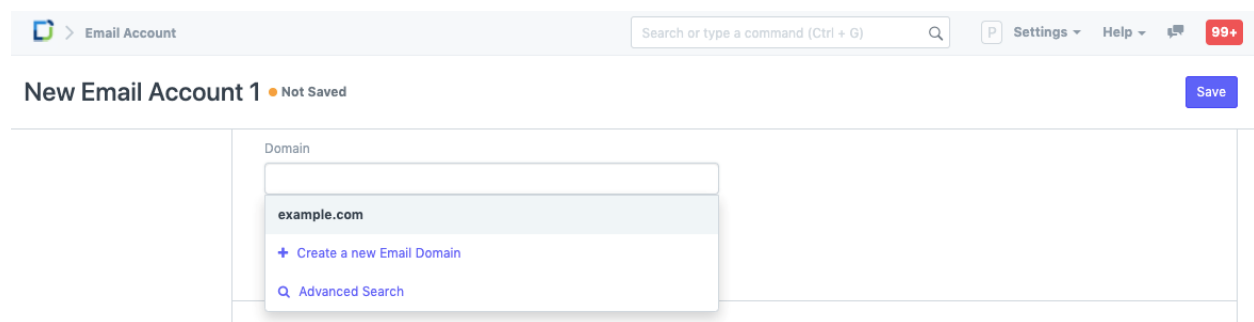 Email Account
Search or type a command (Ctrl + G)
P
Settings
Help
99+
New Email Account 1
Not Saved
Save
Domain
example.com
Create a new Email Domain
Advanced Search